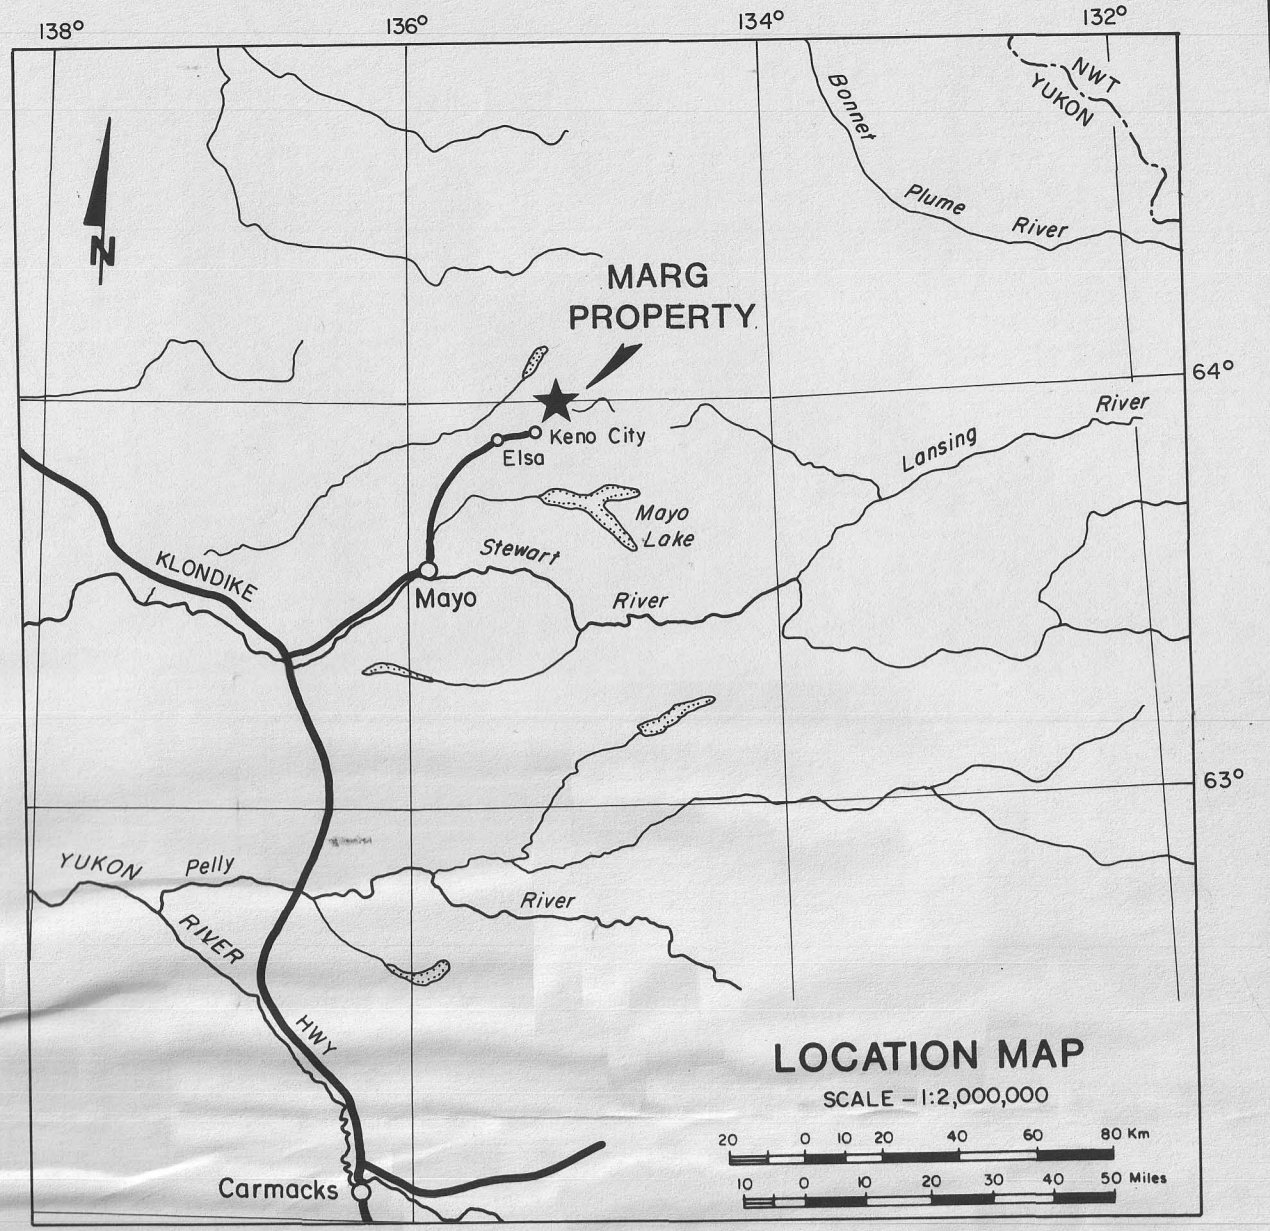 138°
136°
134°
132°
NWT
YUKON
Bonnet
Plume
River
N
MARG
PROPERTY
64°
River
Lansing
Keno City
Elsa
Mayo
Lake
Stewart
River
KLONDIKE
Mayo
63°
YUKON
Pelly
River
RIVER
HWY
LOCATION MAP
SCALE – 1:2,000,000
20 0 10 20 40 60 80 Km
10 0 10 20 30 40 50 Miles
Carmacks